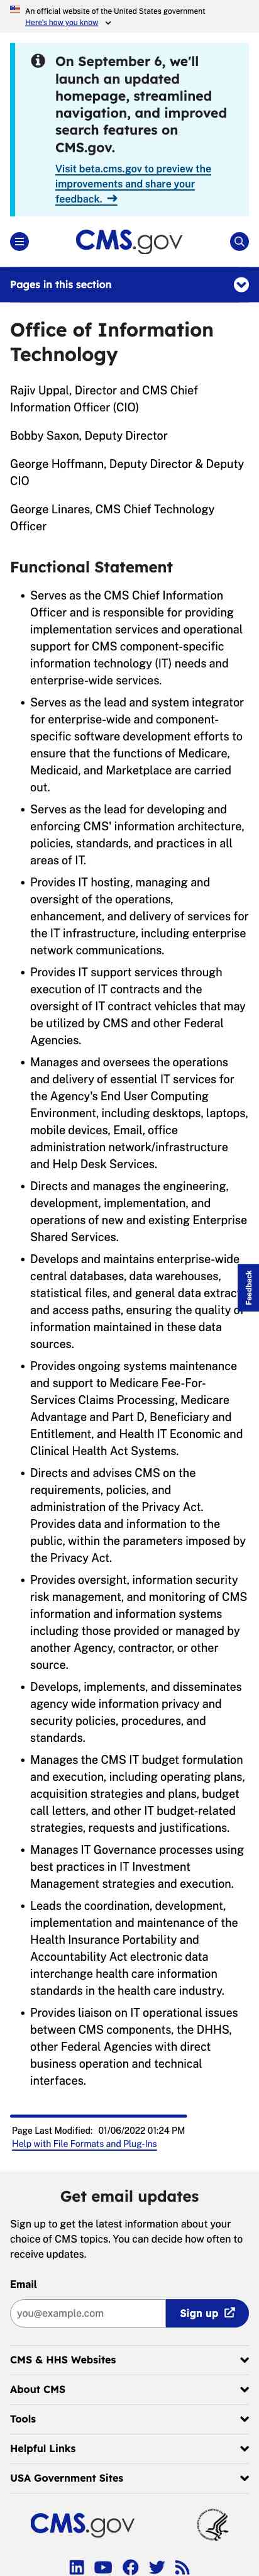 An official website of the United States government
Here's how you know
On September 6, we'll
launch an updated
homepage, streamlined
navigation, and improved
search features on
CMS.gov.
Visit beta.cms.gov to preview the
improvements and share your
feedback.
CMS.gov
Pages in this section
Office of Information
Technology
Rajiv Uppal, Director and CMS Chief
Information Officer (CIO)
Bobby Saxon, Deputy Director
George Hoffmann, Deputy Director & Deputy
CIO
George Linares, CMS Chief Technology
Officer
Functional Statement
• Serves as the CMS Chief Information
Officer and is responsible for providing
implementation services and operational
support for CMS component-specific
information technology (IT) needs and
enterprise-wide services.
• Serves as the lead and system integrator
for enterprise-wide and component-
specific software development efforts to
ensure that the functions of Medicare,
Medicaid, and Marketplace are carried
out.
• Serves as the lead for developing and
enforcing CMS' information architecture,
policies, standards, and practices in all
areas of IT.
• Provides IT hosting, managing and
oversight of the operations,
enhancement, and delivery of services for
the IT infrastructure, including enterprise
network communications.
• Provides IT support services through
execution of IT contracts and the
oversight of IT contract vehicles that may
be utilized by CMS and other Federal
Agencies.
• Manages and oversees the operations
and delivery of essential IT services for
the Agency's End User Computing
Environment, including desktops, laptops,
mobile devices, Email, office
administration network/infrastructure
and Help Desk Services.
• Directs and manages the engineering,
development, implementation, and
operations of new and existing Enterprise
Shared Services.
• Develops and maintains enterprise-wide
central databases, data warehouses,
statistical files, and general data extract
and access paths, ensuring the quality of
information maintained in these data
sources.
Feedback
• Provides ongoing systems maintenance
and support to Medicare Fee-For-
Services Claims Processing, Medicare
Advantage and Part D, Beneficiary and
Entitlement, and Health IT Economic and
Clinical Health Act Systems.
• Directs and advises CMS on the
requirements, policies, and
administration of the Privacy Act.
Provides data and information to the
public, within the parameters imposed by
the Privacy Act.
• Provides oversight, information security
risk management, and monitoring of CMS
information and information systems
including those provided or managed by
another Agency, contractor, or other
source.
• Develops, implements, and disseminates
agency wide information privacy and
security policies, procedures, and
standards.
• Manages the CMS IT budget formulation
and execution, including operating plans,
acquisition strategies and plans, budget
call letters, and other IT budget-related
strategies, requests and justifications.
• Manages IT Governance processes using
best practices in IT Investment
Management strategies and execution.
• Leads the coordination, development,
implementation and maintenance of the
Health Insurance Portability and
Accountability Act electronic data
interchange health care information
standards in the health care industry.
• Provides liaison on IT operational issues
between CMS components, the DHHS,
other Federal Agencies with direct
business operation and technical
interfaces.
Page Last Modified: 01/06/2022 01:24 PM
Help with File Formats and Plug-Ins
Get email updates
Sign up to get the latest information about your
choice of CMS topics. You can decide how often to
receive updates.
Email
you@example.com
Sign up
CMS & HHS Websites
About CMS
Tools
Helpful Links
USA Government Sites
CMS.gov